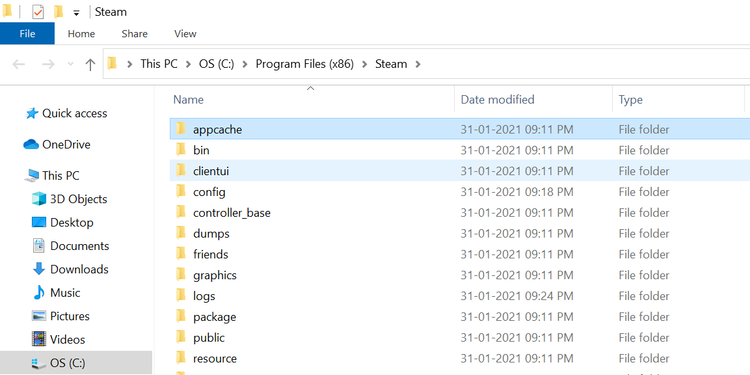 Steam
File Home Share View
This PC OS (C:) Program Files (x86) Steam
Name Date modified Type
Quick access
OneDrive
This PC
3D Objects
Desktop
Documents
Downloads
Music
Pictures
Videos
OS (C:)
appcache 31-01-2021 09:11 PM File folder
bin 31-01-2021 09:11 PM File folder
clientui 31-01-2021 09:11 PM File folder
config 31-01-2021 09:18 PM File folder
controller_base 31-01-2021 09:11 PM File folder
dumps 31-01-2021 09:11 PM File folder
friends 31-01-2021 09:11 PM File folder
graphics 31-01-2021 09:11 PM File folder
logs 31-01-2021 09:24 PM File folder
package 31-01-2021 09:11 PM File folder
public 31-01-2021 09:11 PM File folder
resource 31-01-2021 09:11 PM File folder